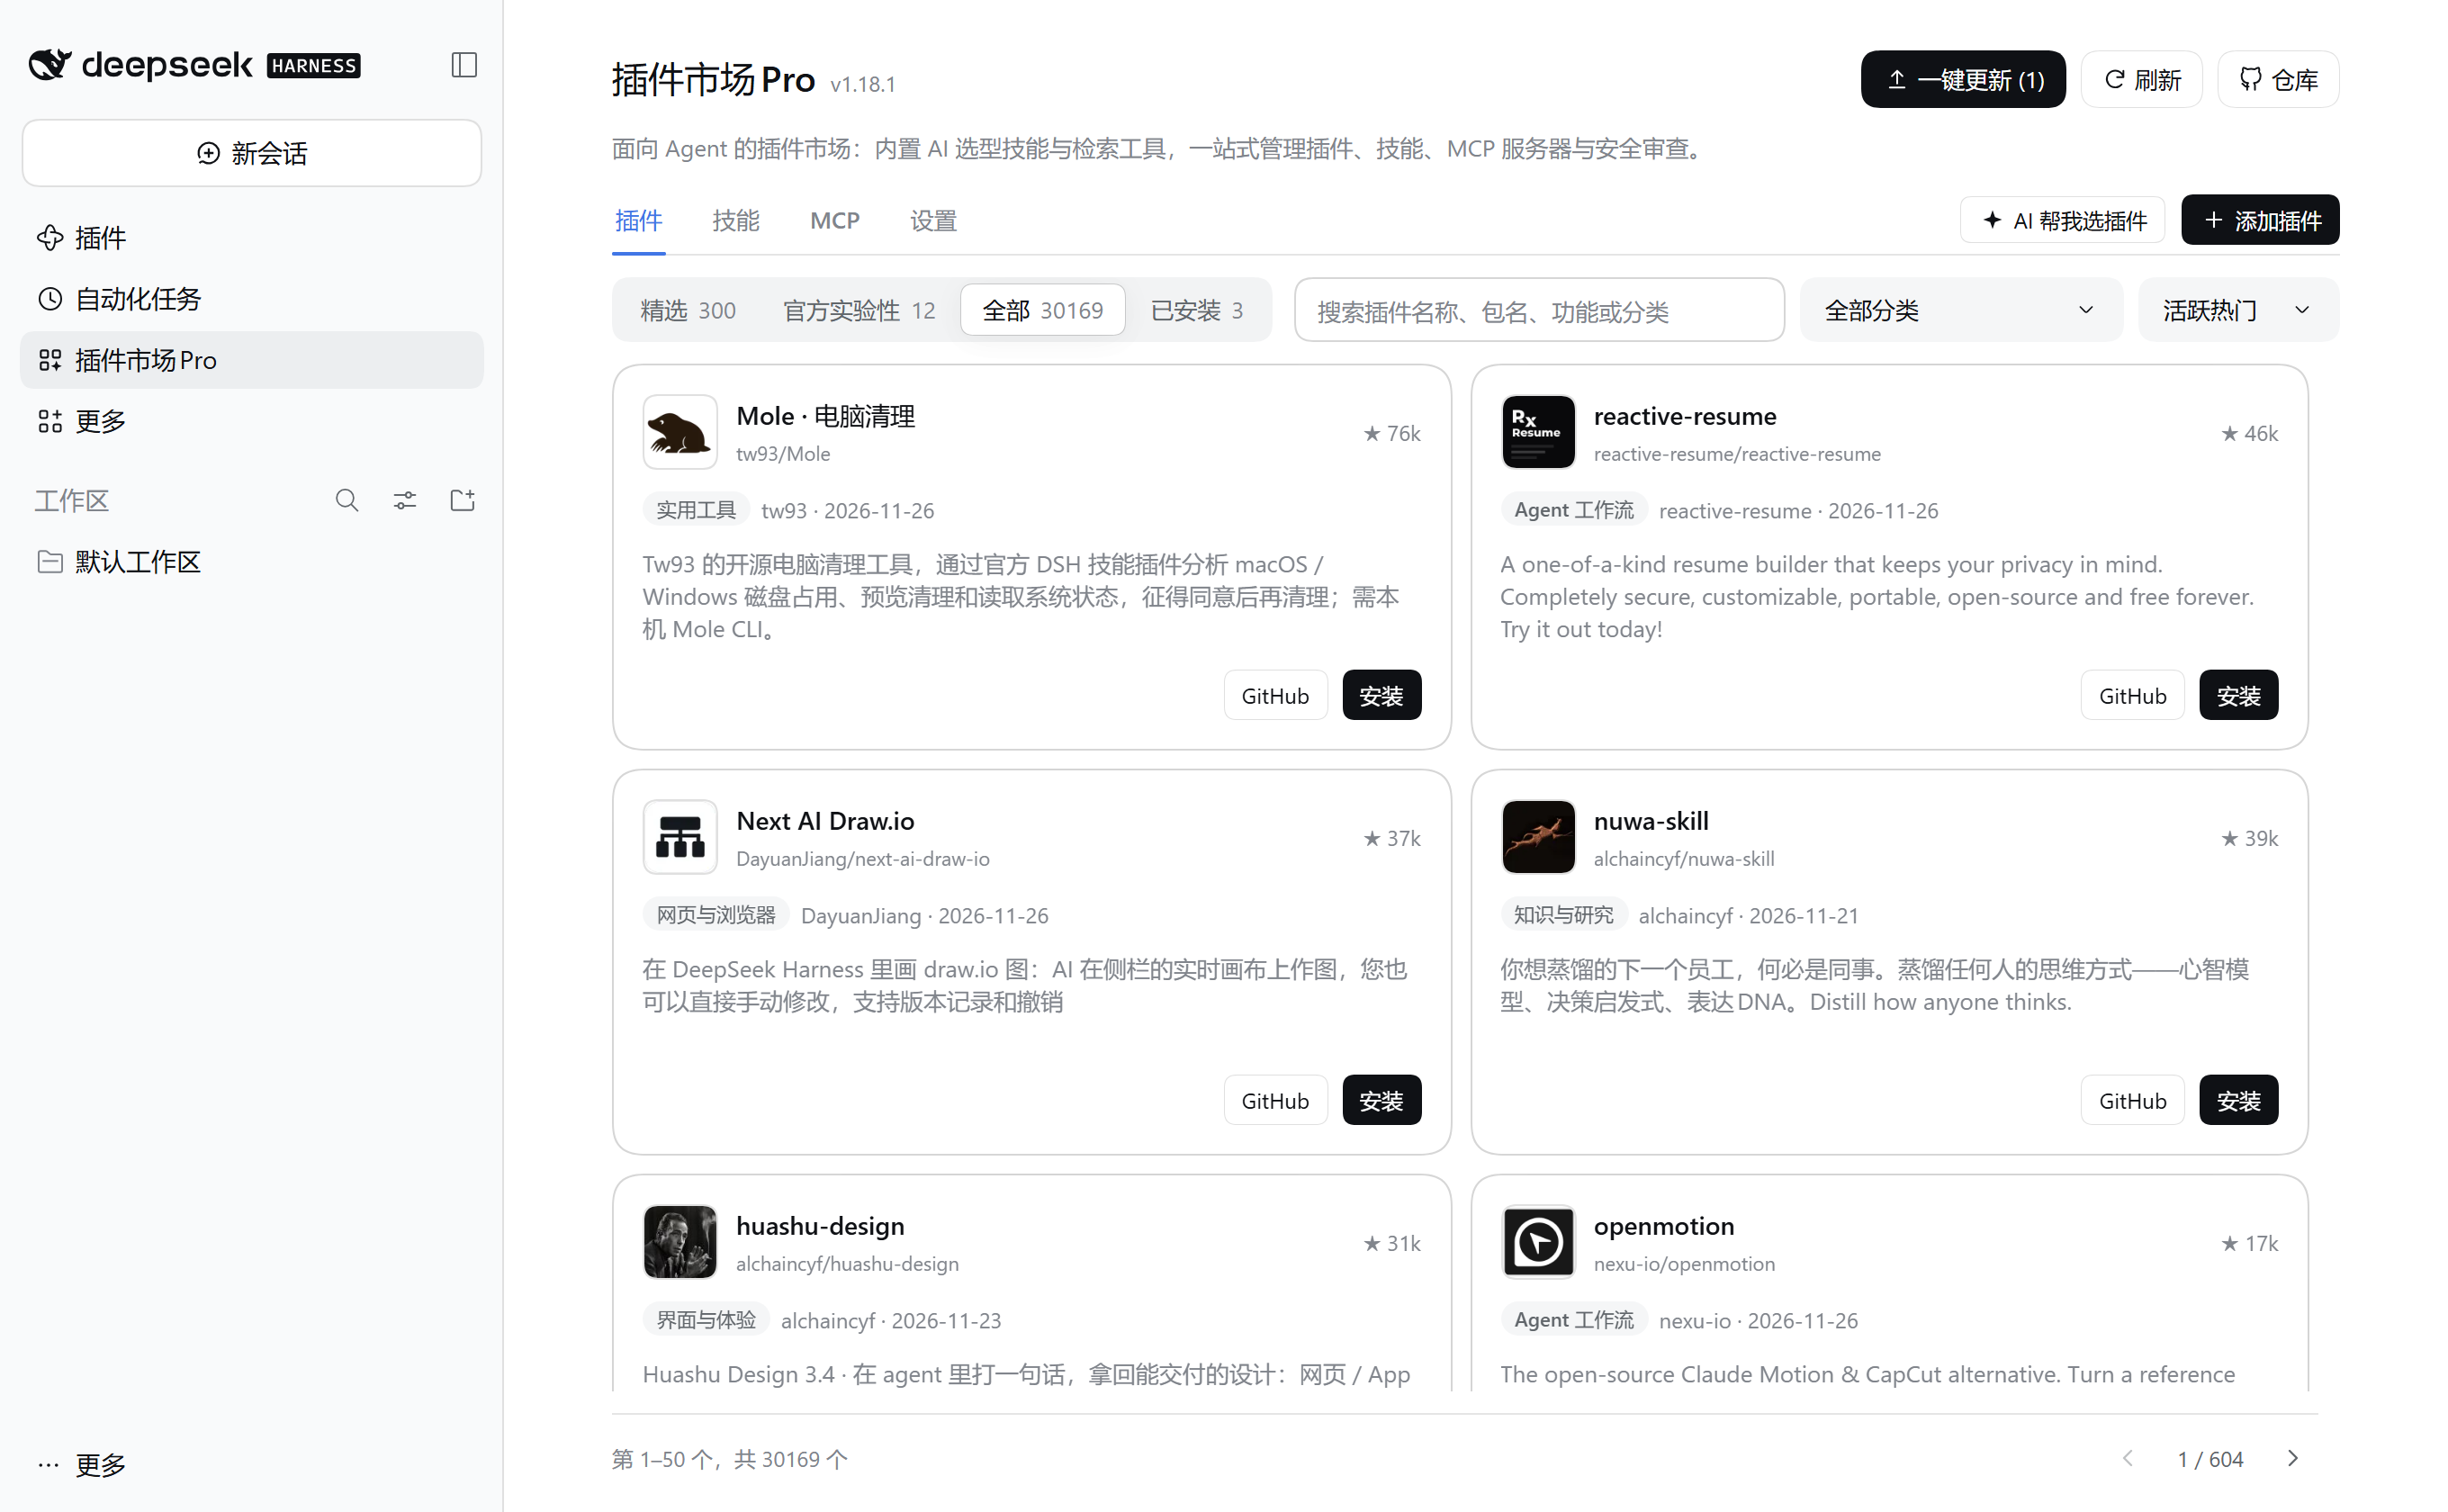 deepseek HARNESS
新会话
插件
自动化任务
插件市场Pro
更多
工作区
默认工作区
更多
插件市场Pro v1.18.1
一键更新 (1)
刷新
仓库
面向 Agent 的插件市场：内置 AI 选型技能与检索工具，一站式管理插件、技能、MCP 服务器与安全审查。
插件 技能 MCP 设置
AI 帮我选插件
添加插件
精选 300 官方实验性 12 全部 30169 已安装 3
搜索插件名称、包名、功能或分类
全部分类
活跃热门
Mole · 电脑清理
tw93/Mole
★ 76k
实用工具 tw93 · 2026-11-26
Tw93 的开源电脑清理工具，通过官方 DSH 技能插件分析 macOS /
Windows 磁盘占用、预览清理和读取系统状态，征得同意后再清理；需本
机 Mole CLI。
GitHub 安装
Rx
Resume
reactive-resume
reactive-resume/reactive-resume
★ 46k
Agent 工作流 reactive-resume · 2026-11-26
A one-of-a-kind resume builder that keeps your privacy in mind.
Completely secure, customizable, portable, open-source and free forever.
Try it out today!
GitHub 安装
Next AI Draw.io
DayuanJiang/next-ai-draw-io
★ 37k
网页与浏览器 DayuanJiang · 2026-11-26
在 DeepSeek Harness 里画 draw.io 图：AI 在侧栏的实时画布上作图，您也
可以直接手动修改，支持版本记录和撤销
GitHub 安装
nuwa-skill
alchaincyf/nuwa-skill
★ 39k
知识与研究 alchaincyf · 2026-11-21
你想蒸馏的下一个员工，何必是同事。蒸馏任何人的思维方式——心智模
型、决策启发式、表达DNA。Distill how anyone thinks.
GitHub 安装
huashu-design
alchaincyf/huashu-design
★ 31k
界面与体验 alchaincyf · 2026-11-23
Huashu Design 3.4 · 在 agent 里打一句话，拿回能交付的设计：网页 / App
openmotion
nexu-io/openmotion
★ 17k
Agent 工作流 nexu-io · 2026-11-26
The open-source Claude Motion & CapCut alternative. Turn a reference
第 1–50 个，共 30169 个
1 / 604